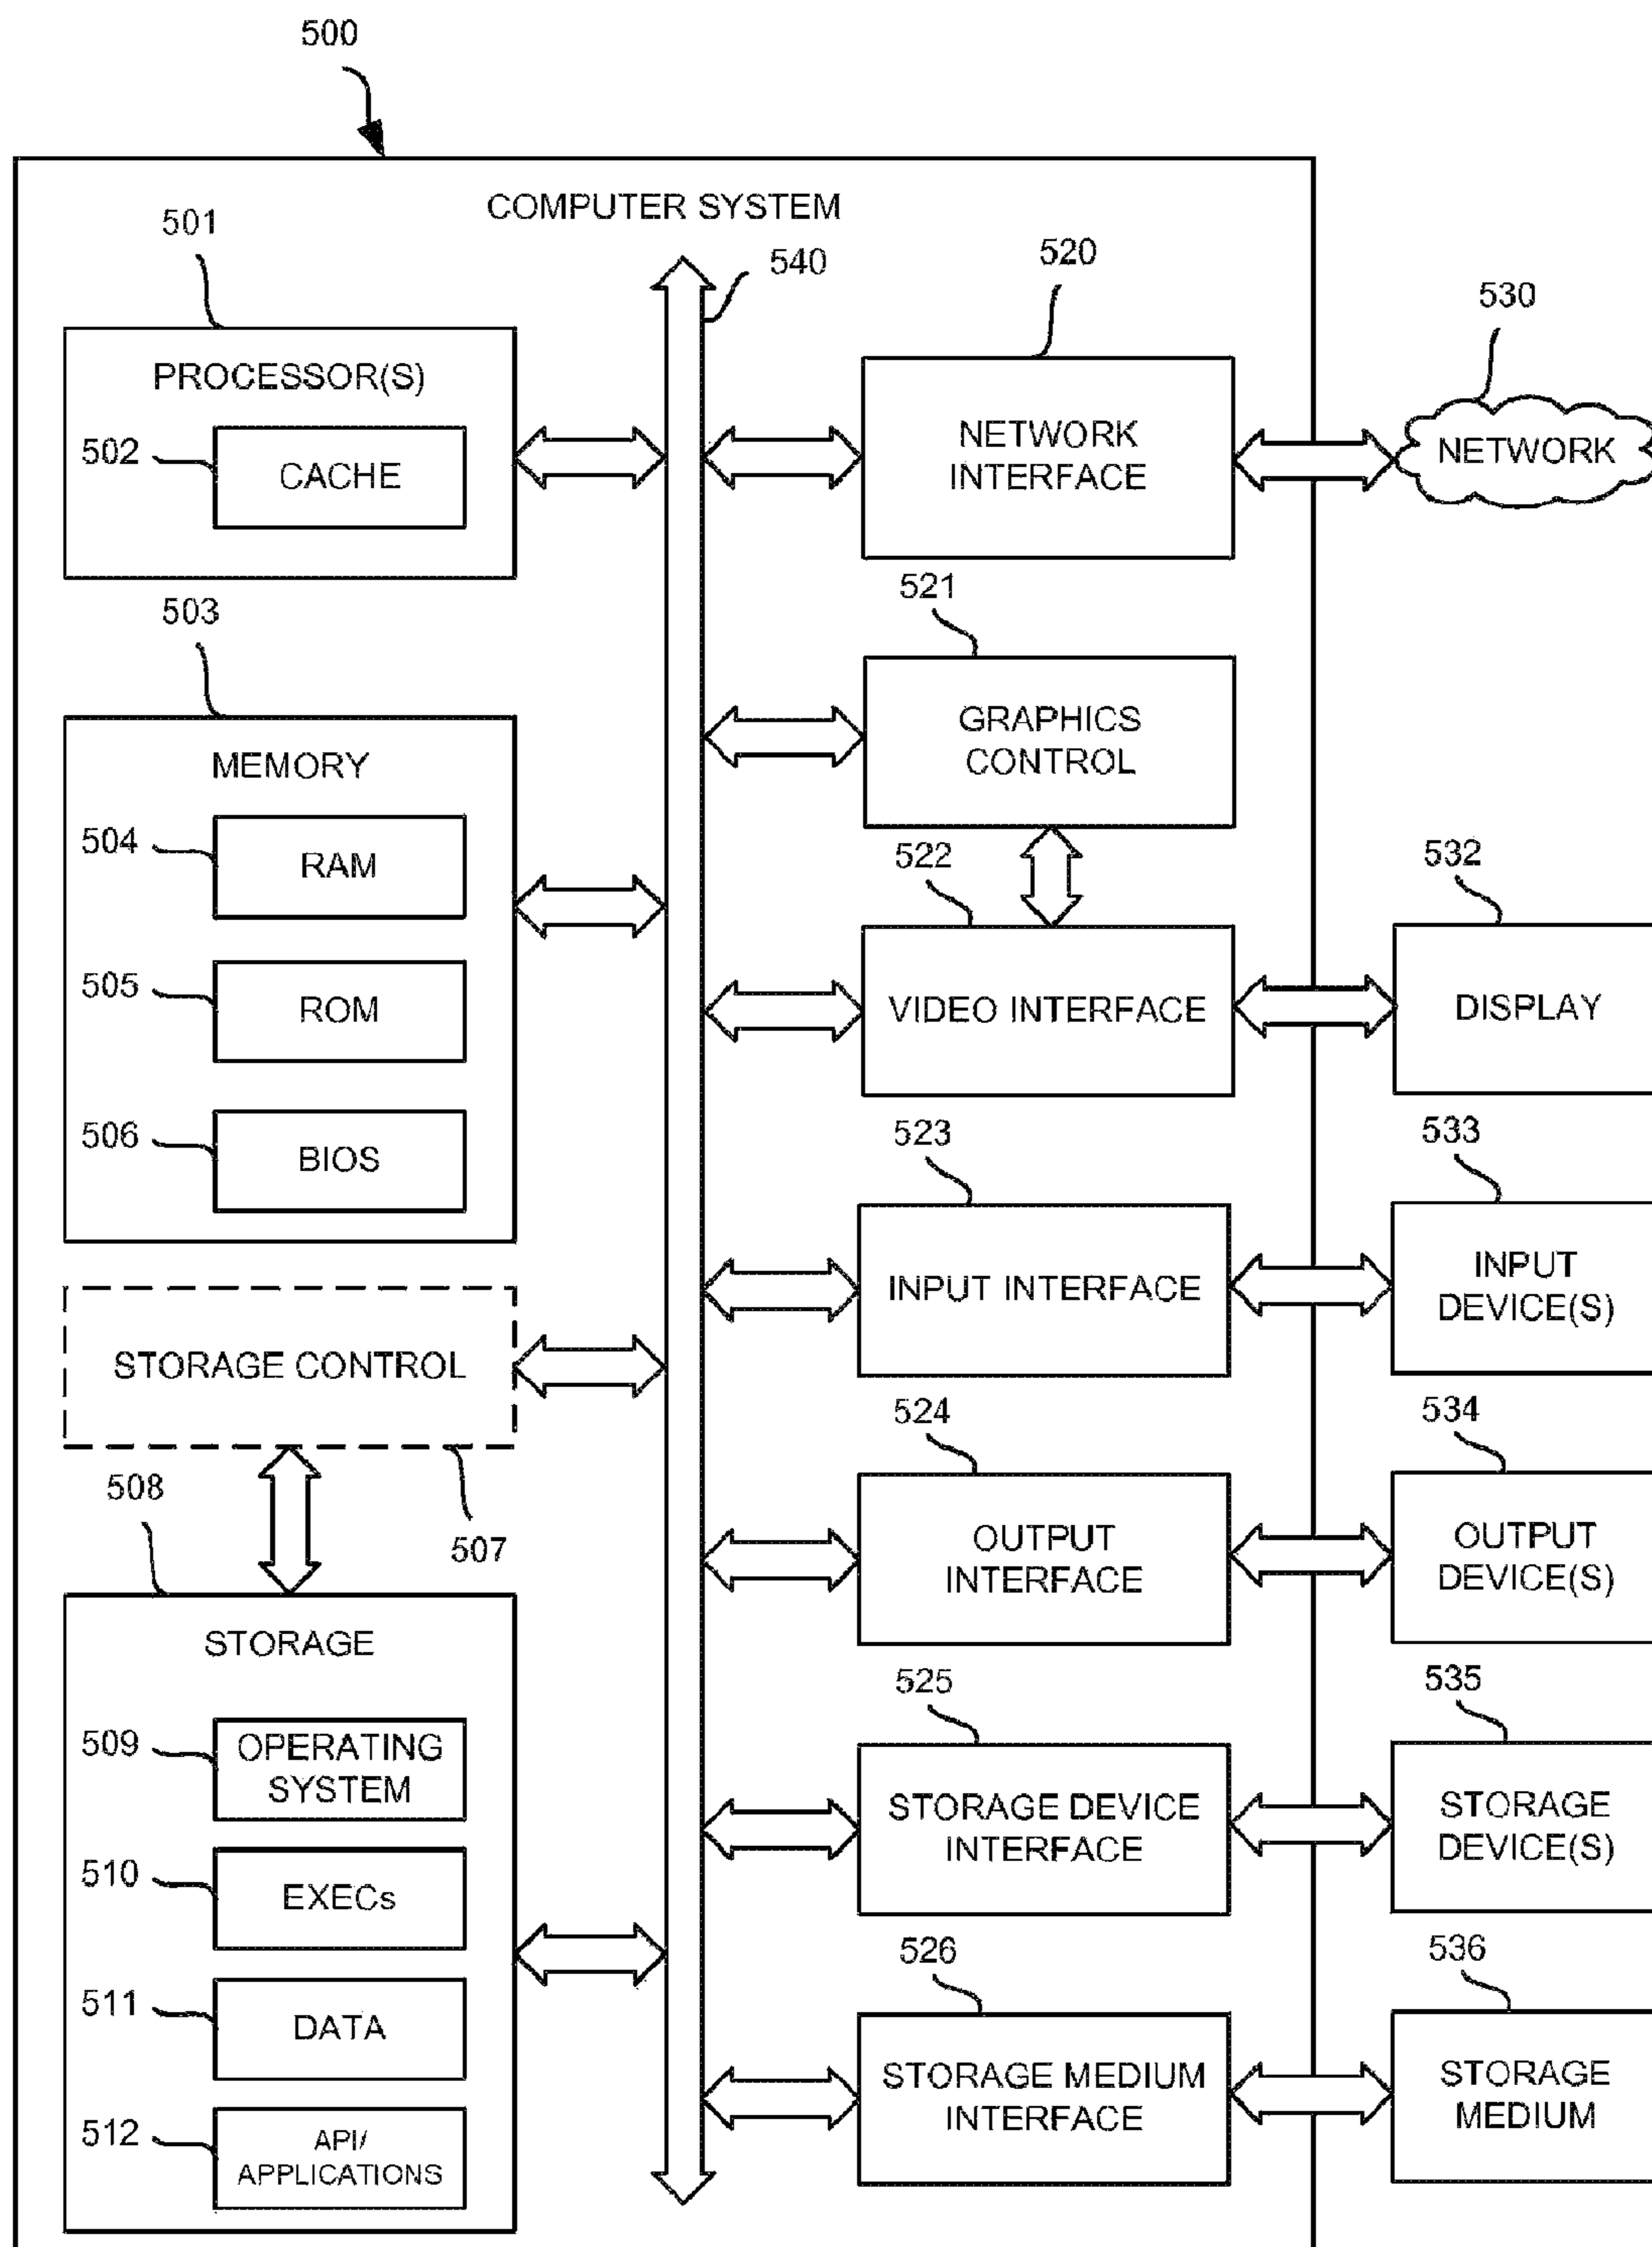 500
COMPUTER SYSTEM
501
540
520
530
PROCESSOR(S)
502
CACHE
NETWORK
INTERFACE
NETWORK
503
521
MEMORY
GRAPHICS
CONTROL
504
RAM
522
532
505
ROM
VIDEO INTERFACE
DISPLAY
506
BIOS
523
533
INPUT INTERFACE
INPUT
DEVICE(S)
STORAGE CONTROL
507
524
534
508
OUTPUT
INTERFACE
OUTPUT
DEVICE(S)
STORAGE
525
535
509
OPERATING
SYSTEM
STORAGE DEVICE
INTERFACE
STORAGE
DEVICE(S)
510
EXECs
526
536
511
DATA
STORAGE MEDIUM
INTERFACE
STORAGE
MEDIUM
512
API/
APPLICATIONS